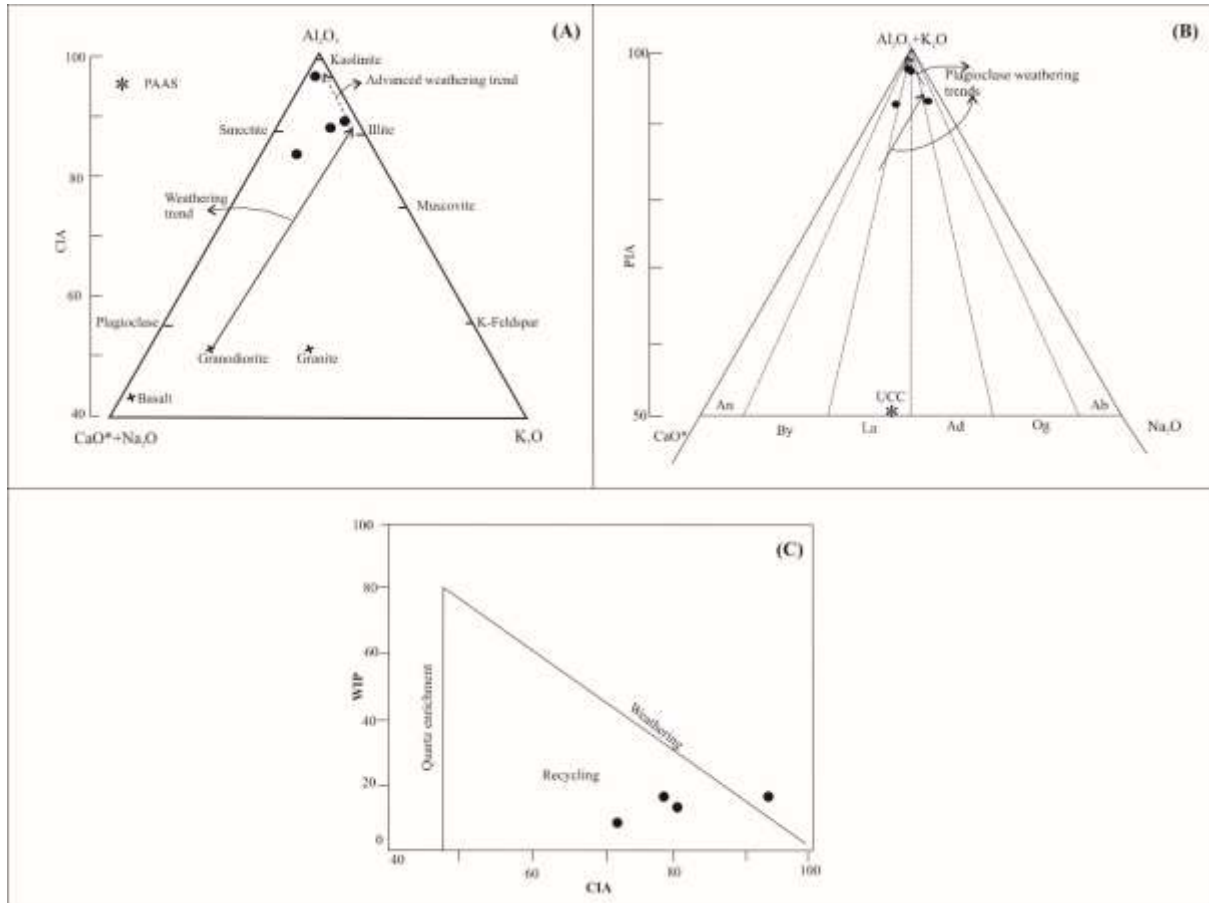 (A)
Al₂O₃
100
Kaolinite
* PAAS
Advanced weathering trend
Smectite
Illite
80
Weathering
trend
Muscovite
CIA
60
Plagioclase
K-Feldspar
Granodiorite
Granite
Basalt
40
CaO*+Na₂O
K₂O
(B)
Al₂O₃+K₂O
100
Plagioclase weathering
trends
PIA
UCC
50
An
Ab
CaO*
By
La
Ad
Og
Na₂O
(C)
100
80
60
WIP
Quartz enrichment
40
Weathering
Recycling
20
0
40
60
80
100
CIA